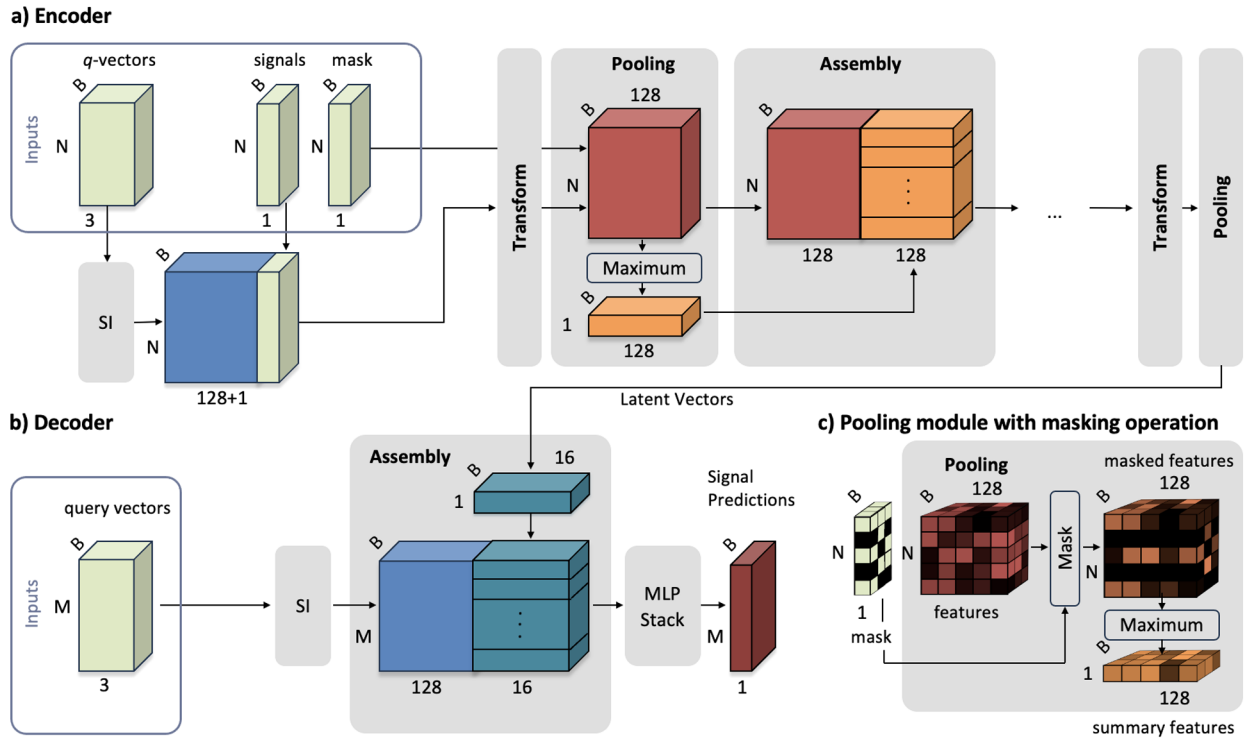 a) Encoder
Inputs
q-vectors
signals
mask
B
B
B
N
N
N
3
1
1
SI
B
N
128+1
Transform
Pooling
B
128
N
Maximum
B
1
128
Assembly
B
N
128
128
...
Transform
Pooling
Latent Vectors
b) Decoder
Inputs
query vectors
B
M
3
SI
Assembly
B
16
1
B
M
128
16
MLP
Stack
Signal
Predictions
B
M
1
c) Pooling module with masking operation
Pooling
B
N
1
mask
B
128
N
features
Mask
masked features
128
B
N
Maximum
B
1
128
summary features